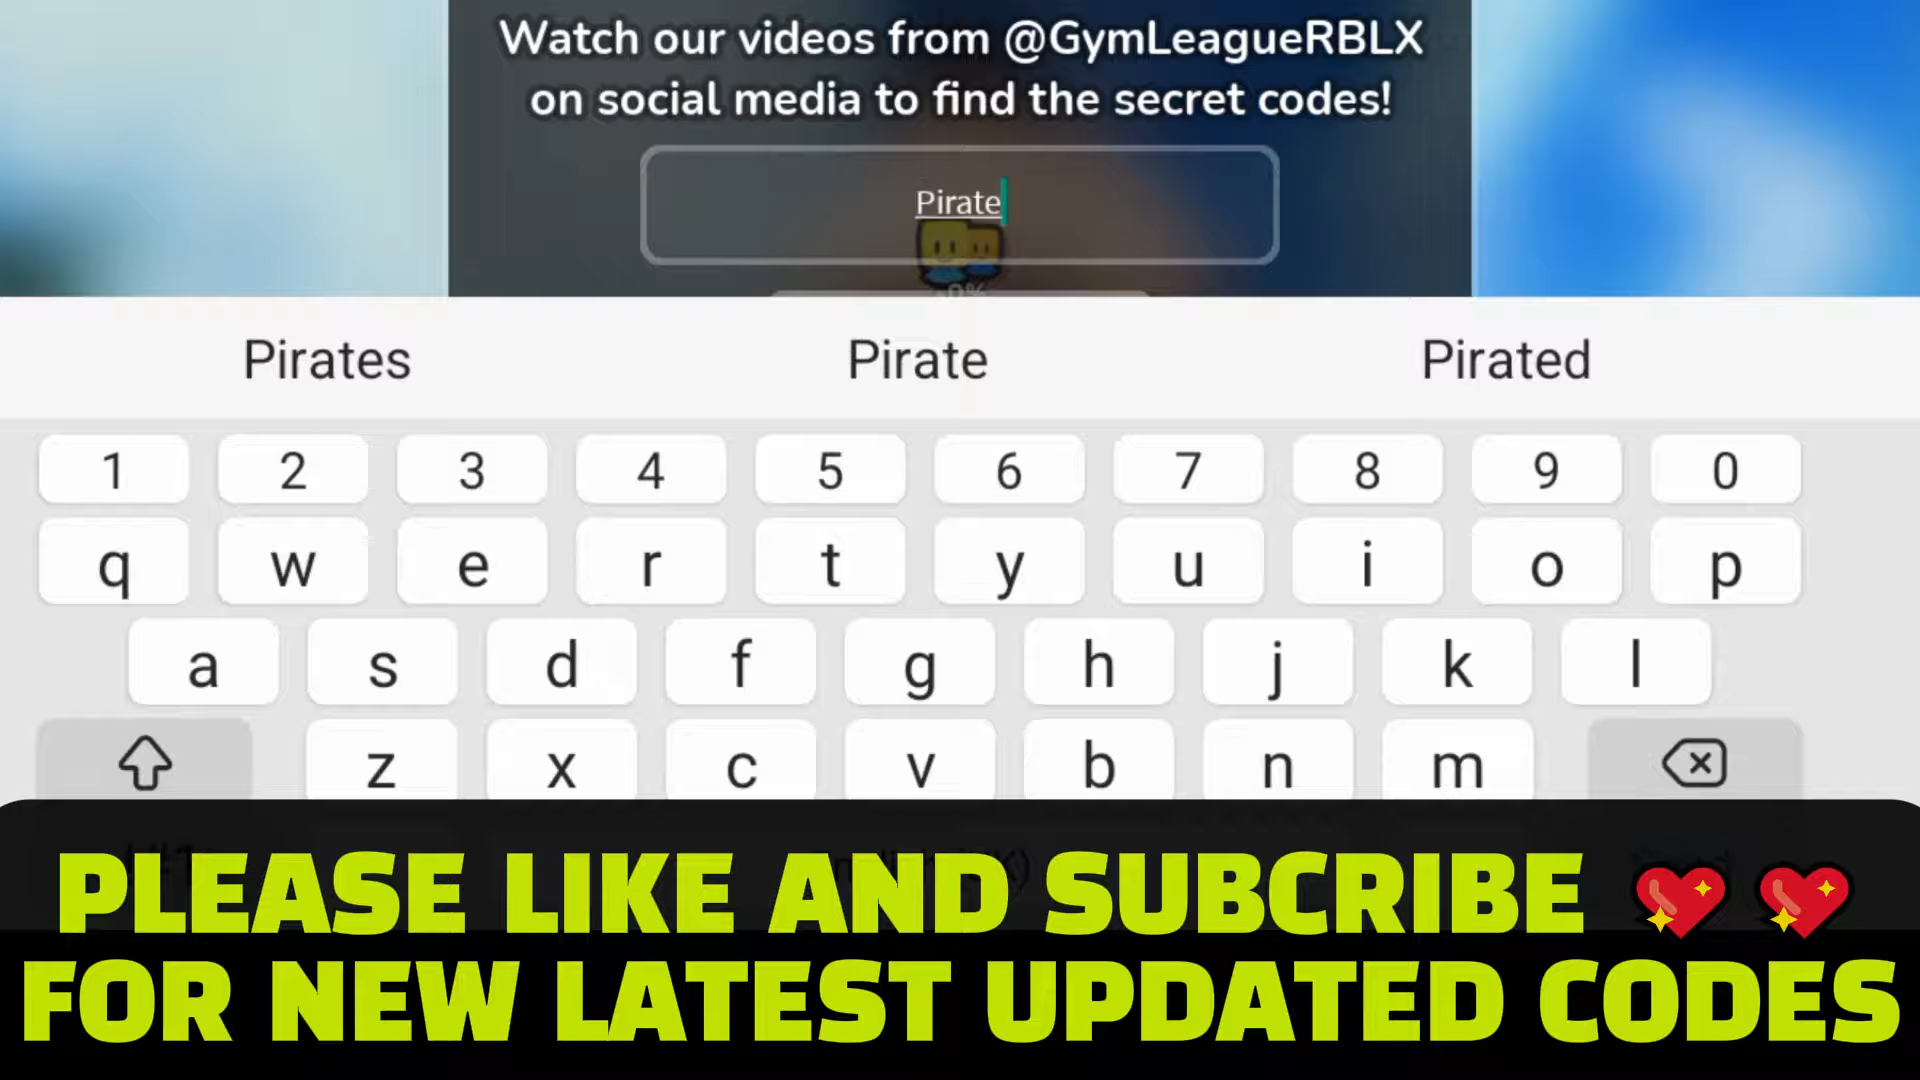 Watch our videos from @GymLeagueRBLX
on social media to find the secret codes!
Pirate
0%
Pirates Pirate Pirated
1 2 3 4 5 6 7 8 9 0
q w e r t y u i o p
a s d f g h j k l
z x c v b n m
PLEASE LIKE AND SUBCRIBE 💖 💖
FOR NEW LATEST UPDATED CODES